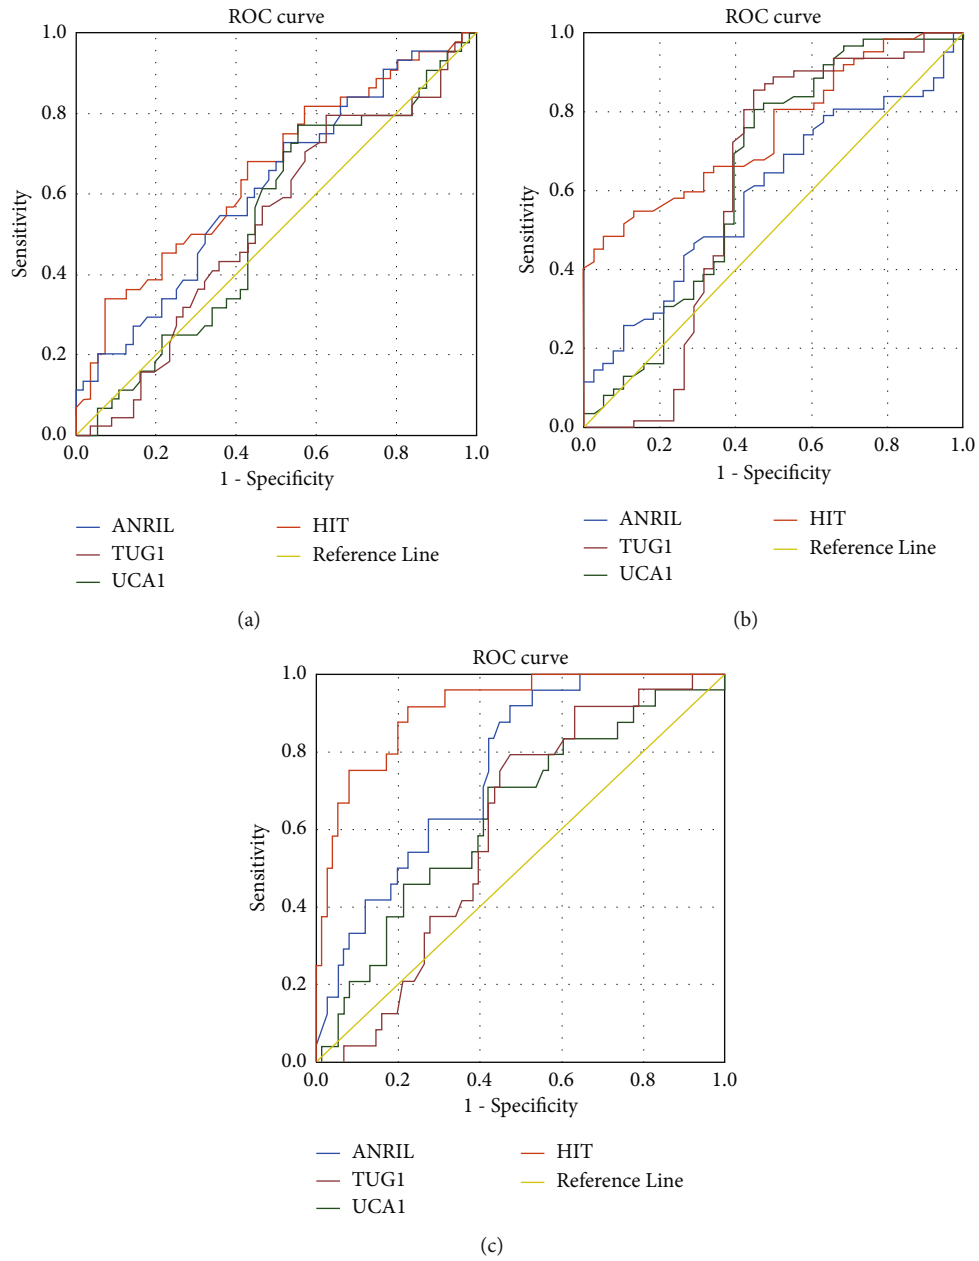 ROC curve
1.0
0.8
0.6
0.4
0.2
0.0
Sensitivity
0.0 0.2 0.4 0.6 0.8 1.0
1 - Specificity
ANRIL
TUG1
UCA1
HIT
Reference Line
(a)
ROC curve
1.0
0.8
0.6
0.4
0.2
0.0
Sensitivity
0.0 0.2 0.4 0.6 0.8 1.0
1 - Specificity
ANRIL
TUG1
UCA1
HIT
Reference Line
(b)
ROC curve
1.0
0.8
0.6
0.4
0.2
0.0
Sensitivity
0.0 0.2 0.4 0.6 0.8 1.0
1 - Specificity
ANRIL
TUG1
UCA1
HIT
Reference Line
(c)